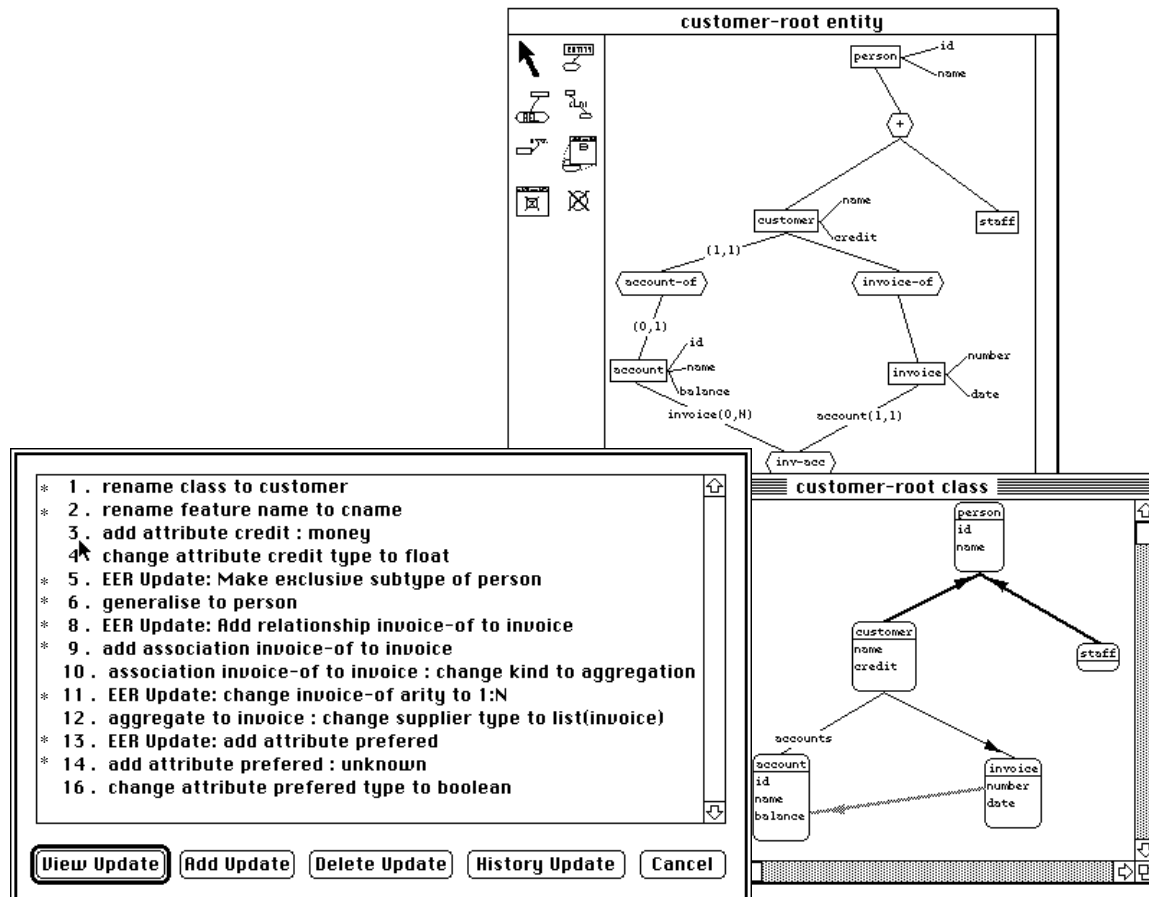 customer-root entity
ENTITY
REL
person
id
name
+
customer
name
credit
staff
(1,1)
account-of
invoice-of
(0,1)
account
id
name
balance
invoice
number
date
invoice(0,N)
account(1,1)
inv-acc
* 1. rename class to customer
* 2. rename feature name to cname
3. add attribute credit : money
4. change attribute credit type to float
* 5. EER Update: Make exclusive subtype of person
* 6. generalise to person
* 8. EER Update: Add relationship invoice-of to invoice
* 9. add association invoice-of to invoice
10. association invoice-of to invoice : change kind to aggregation
* 11. EER Update: change invoice-of arity to 1:N
12. aggregate to invoice : change supplier type to list(invoice)
* 13. EER Update: add attribute prefered
* 14. add attribute prefered : unknown
16. change attribute prefered type to boolean
View Update
Add Update
Delete Update
History Update
Cancel
customer-root class
person
id
name
customer
name
credit
staff
accounts
account
id
name
balance
invoice
number
date